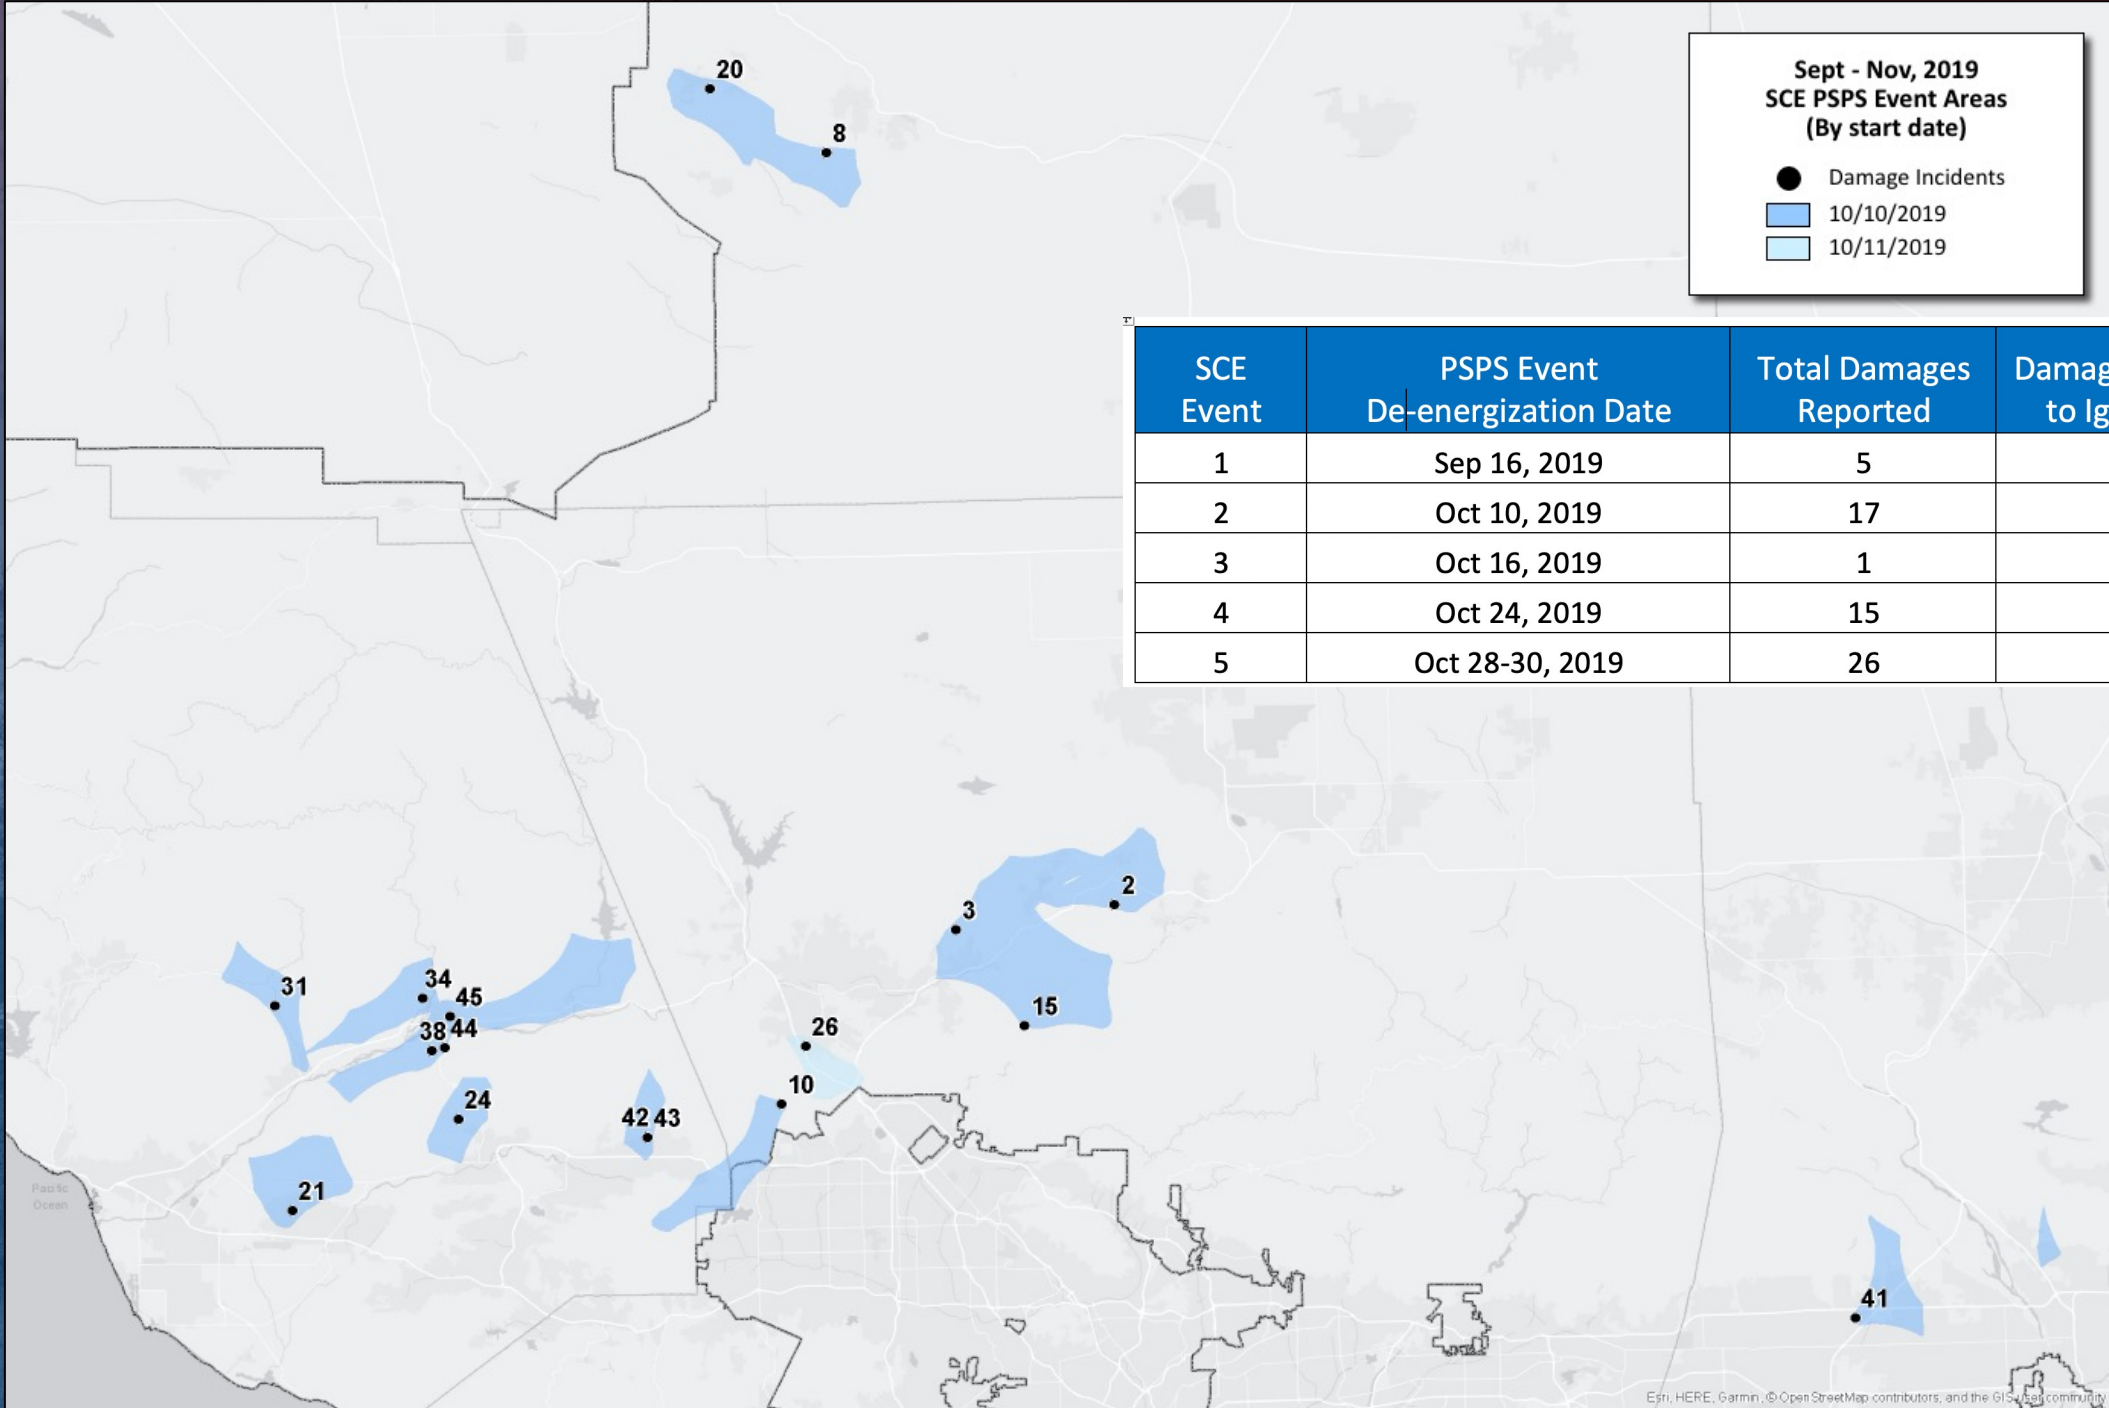 20
8
Sept - Nov, 2019
SCE PSPS Event Areas
(By start date)
Damage Incidents
10/10/2019
10/11/2019
SCE Event PSPS Event De-energization Date Total Damages Reported Damag to Ig
1 Sep 16, 2019 5
2 Oct 10, 2019 17
3 Oct 16, 2019 1
4 Oct 24, 2019 15
5 Oct 28-30, 2019 26
2
3
31
34
45
38 44
15
26
10
24
42 43
21
Pacific
Ocean
41
Esri, HERE, Garmin, © OpenStreetMap contributors, and the GIS user community